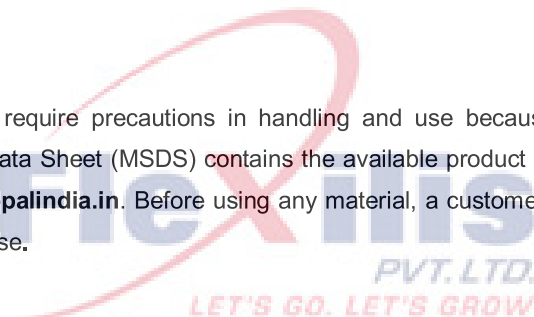 require precautions in handling and use becaus
ata Sheet (MSDS) contains the available product
palindia.in. Before using any material, a custome
se.
Flexilis
PVT. LTD.
LET'S GO. LET'S GROW